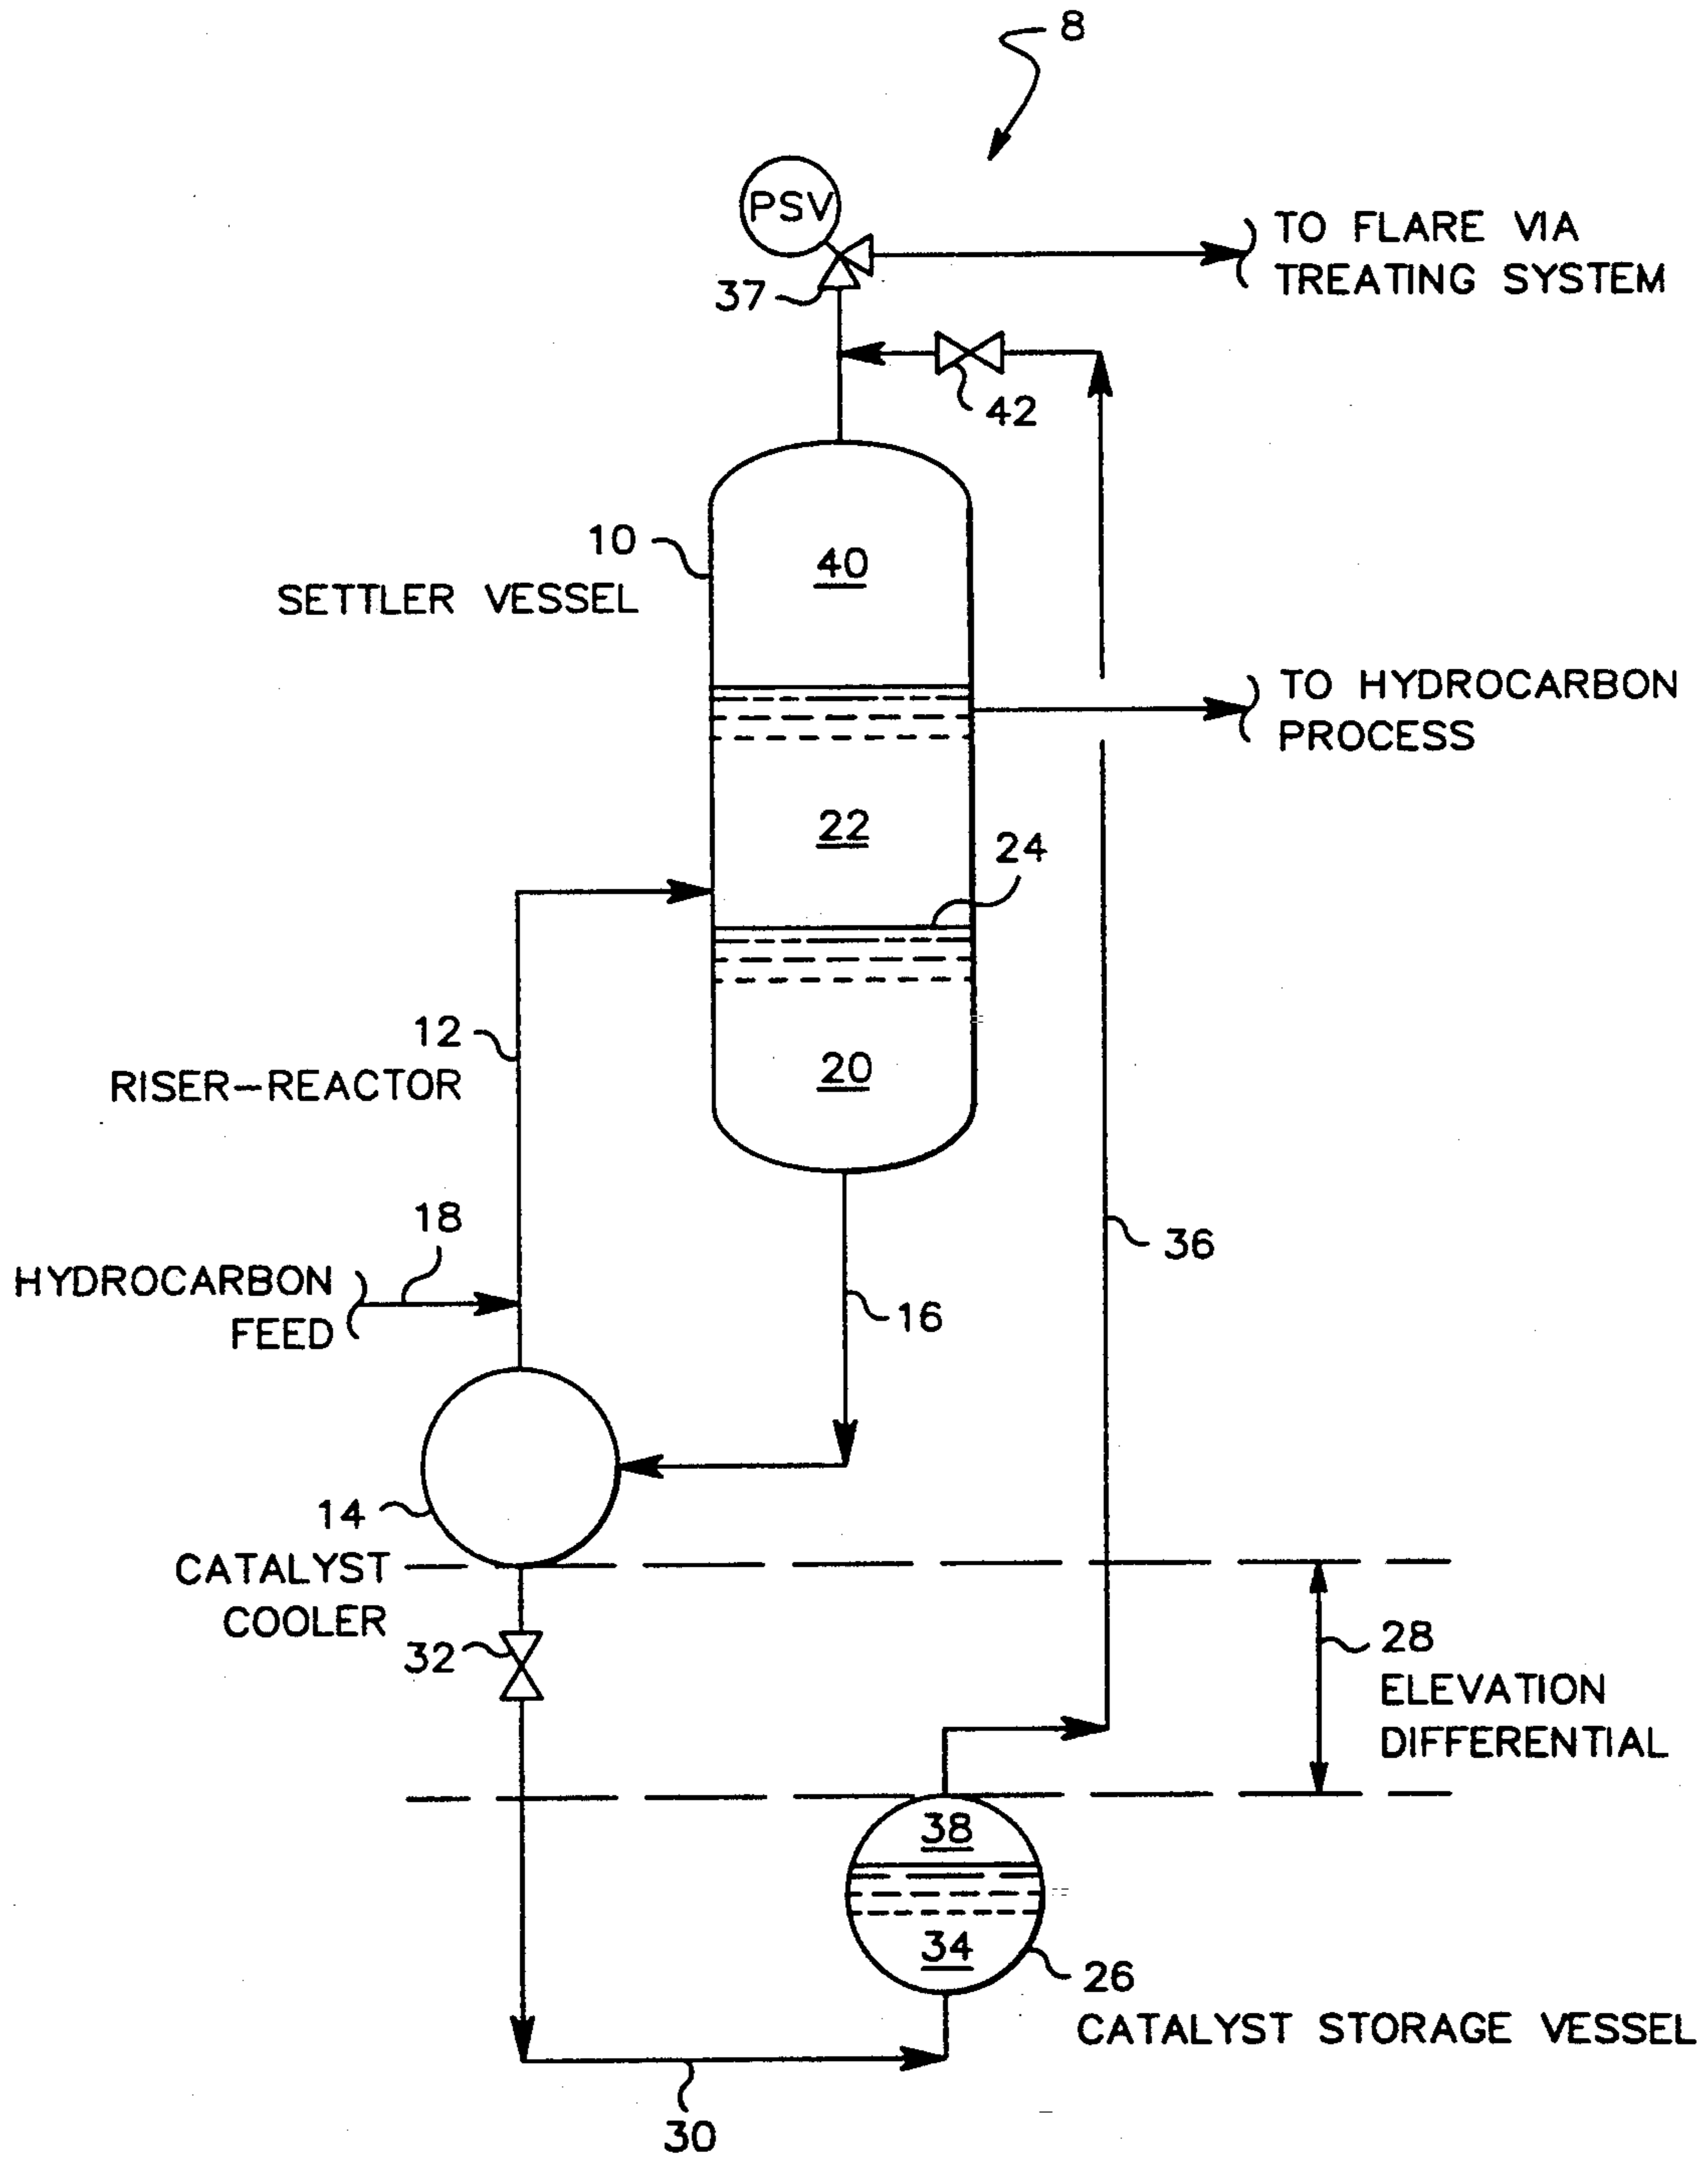 8
PSV
TO FLARE VIA
TREATING SYSTEM
37
42
10
SETTLER VESSEL
40
TO HYDROCARBON
PROCESS
22
24
12
RISER-REACTOR
20
18
HYDROCARBON
FEED
36
16
14
CATALYST
COOLER
32
28
ELEVATION
DIFFERENTIAL
38
34
26
CATALYST STORAGE VESSEL
30